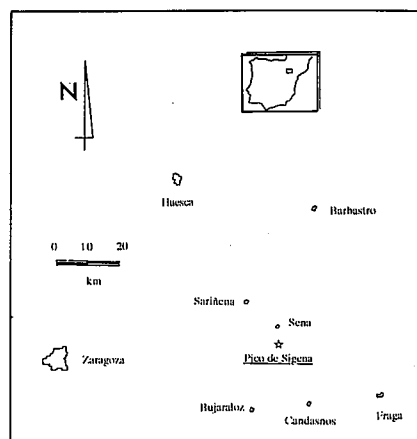 N
Huesca
Barbastro
0 10 20
km
Sariñena
Sena
Zaragoza
Pico de Sigena
Bujaraloz
Candasnos
Fraga